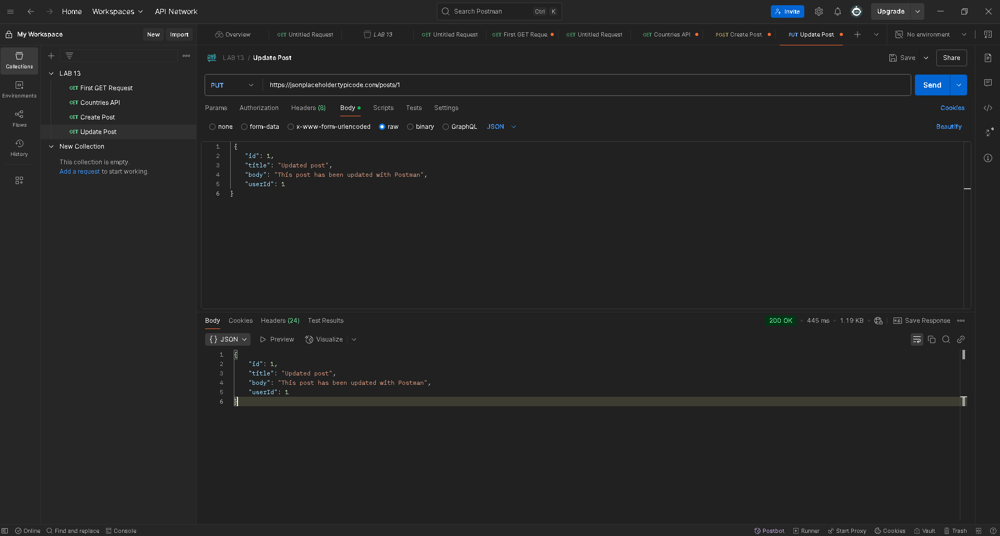 Home Workspaces API Network Search Postman Ctrl K Invite Upgrade
My Workspace New Import Overview GET Untitled Request LAB 13 GET Untitled Request GET First GET Reque. GET Untitled Request GET Countries API POST Create Post PUT Update Post No environment
Collections
Environments
Flows
History
LAB 13
GET First GET Request
GET Countries API
GET Create Post
GET Update Post
New Collection
This collection is empty.
Add a request to start working.
HTTP LAB 13 / Update Post Save Share
PUT https://jsonplaceholder.typicode.com/posts/1 Send
Params Authorization Headers (8) Body Scripts Tests Settings Cookies
none form-data x-www-form-urlencoded raw binary GraphQL JSON Beautify
1 {
2 "id": 1,
3 "title": "Updated post",
4 "body": "This post has been updated with Postman",
5 "userId": 1
6 }
Body Cookies Headers (24) Test Results 200 OK • 445 ms • 1.19 KB • e.g. Save Response
{} JSON Preview Visualize
1 {
2 "id": 1,
3 "title": "Updated post",
4 "body": "This post has been updated with Postman",
5 "userId": 1
6 }
Online Find and replace Console Postbot Runner Start Proxy Cookies Vault Trash